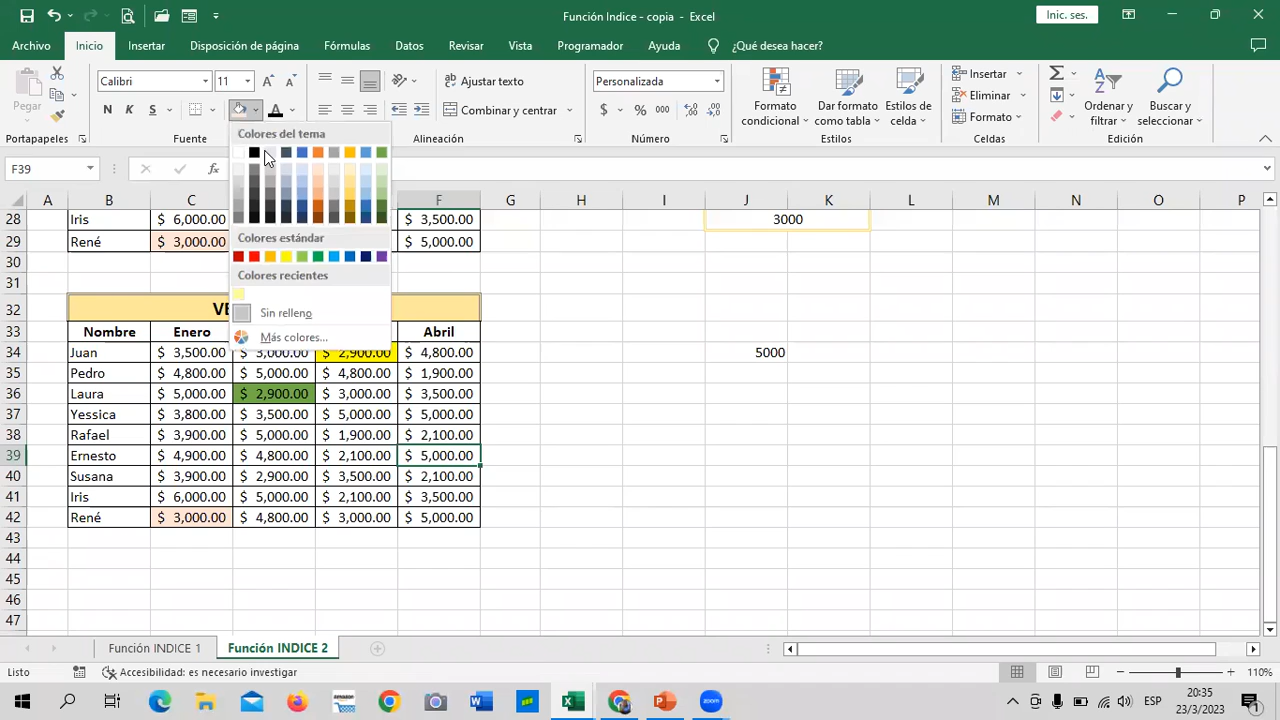 Función Indice - copia - Excel
Inic. ses.
Archivo Inicio Insertar Disposición de página Fórmulas Datos Revisar Vista Programador Ayuda ¿Qué desea hacer?
Pegar
Calibri 11
Ajustar texto
Personalizada
Insertar
N K S A
Combinar y centrar
$ % 000
Formato condicional
Dar formato como tabla
Estilos de celda
Eliminar
Formato
Ordenar y filtrar
Buscar y seleccionar
Portapapeles Fuente Alineación Número Estilos Edición
Colores del tema
F39
fx
A B C F G H I J K L M N O P
28 Iris $ 6,000.00 $ 3,500.00 3000
Colores estándar
29 René $ 3,000.00 $ 5,000.00
30
Colores recientes
31
32 VE
Sin relleno
33 Nombre Enero Abril
Más colores...
34 Juan $ 3,500.00 $ 3,000.00 $ 2,900.00 $ 4,800.00 5000
35 Pedro $ 4,800.00 $ 5,000.00 $ 4,800.00 $ 1,900.00
36 Laura $ 5,000.00 $ 2,900.00 $ 3,000.00 $ 3,500.00
37 Yessica $ 3,800.00 $ 3,500.00 $ 5,000.00 $ 5,000.00
38 Rafael $ 3,900.00 $ 5,000.00 $ 1,900.00 $ 2,100.00
39 Ernesto $ 4,900.00 $ 4,800.00 $ 2,100.00 $ 5,000.00
40 Susana $ 3,900.00 $ 2,900.00 $ 3,500.00 $ 2,100.00
41 Iris $ 6,000.00 $ 5,000.00 $ 2,100.00 $ 3,500.00
42 René $ 3,000.00 $ 4,800.00 $ 3,000.00 $ 5,000.00
43
44
45
46
47
Función INDICE 1 Función INDICE 2
Listo Accesibilidad: es necesario investigar 110%
ESP
20:35
23/3/2023